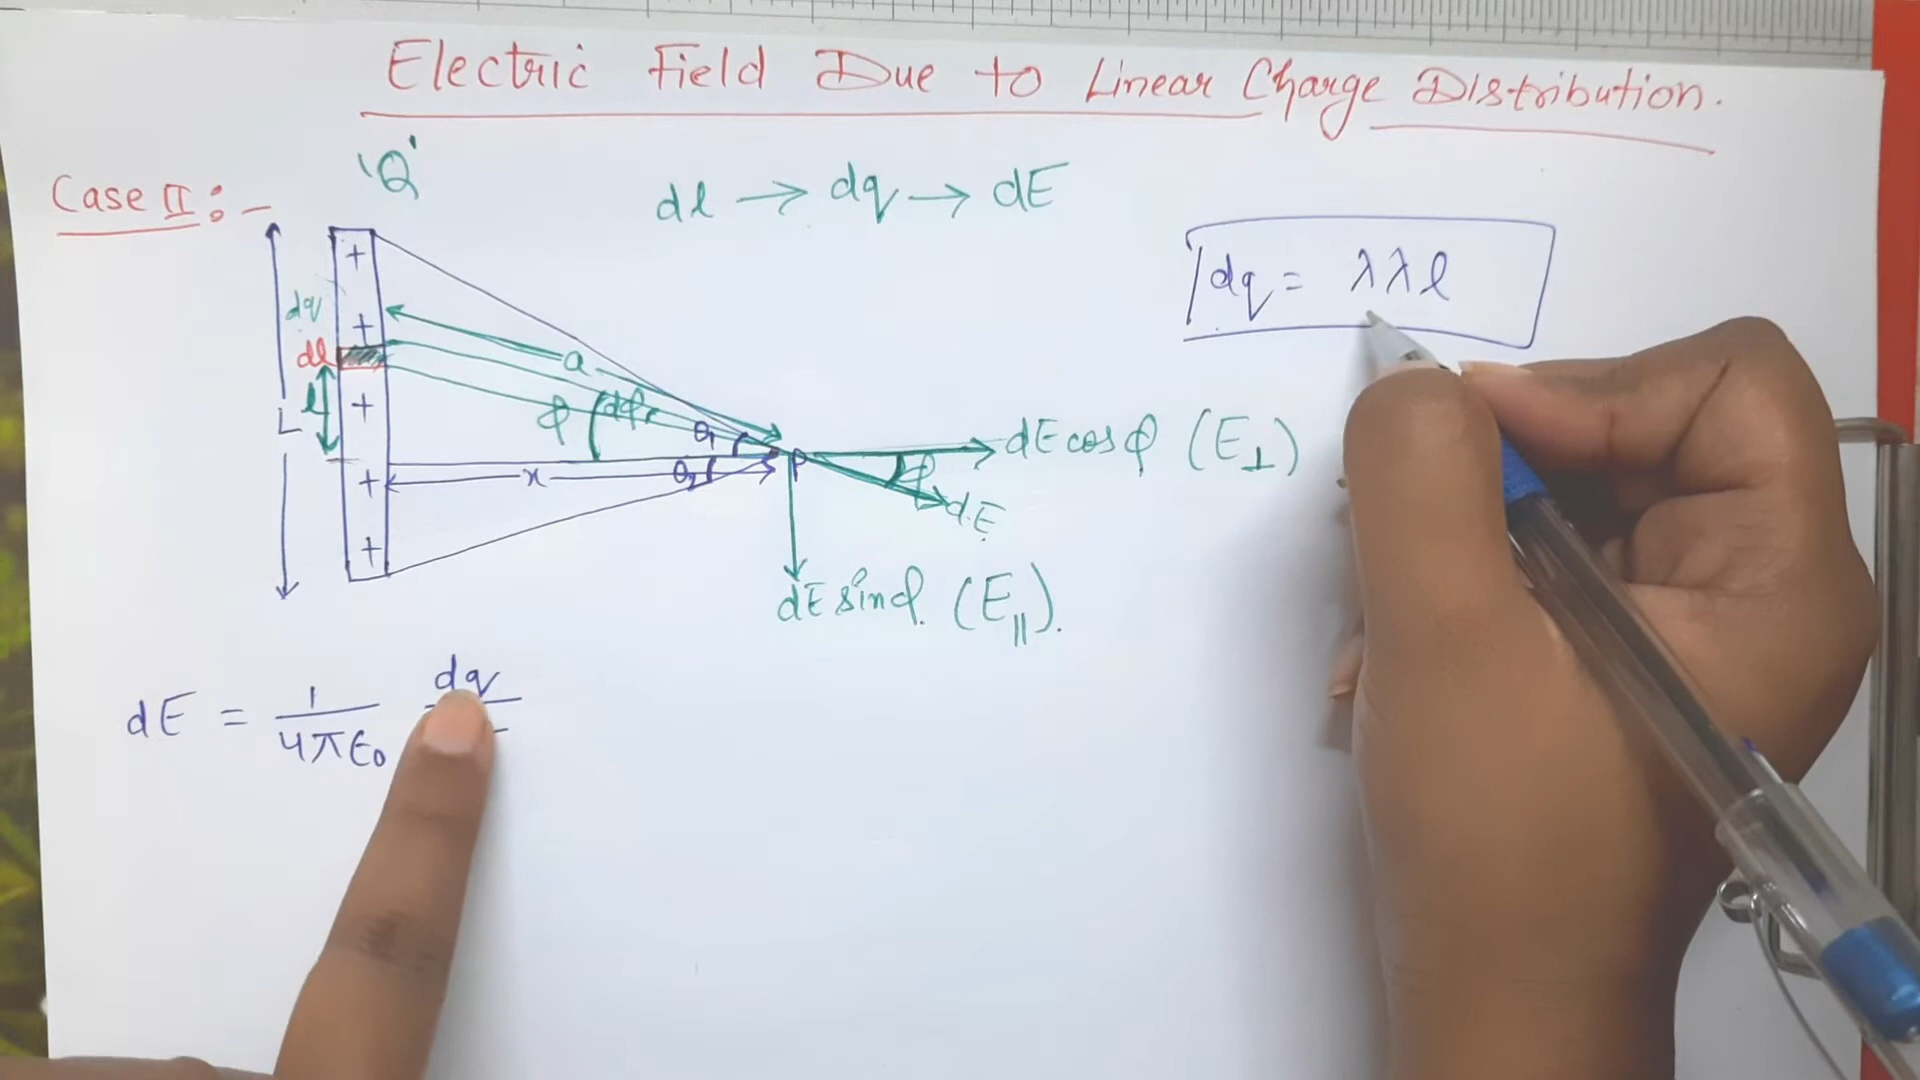 Electric Field Due to Linear Charge Distribution.
'Q'
Case II :-
dl → dq → dE
dq = λλl
+
dq
+
dl
a
l
+
φ
dφ
θ1
L
dE cosφ (E⊥)
+
x
θ2
P
φ
dE
+
dE sinφ (E||).
dE = 1/4πε0 dq